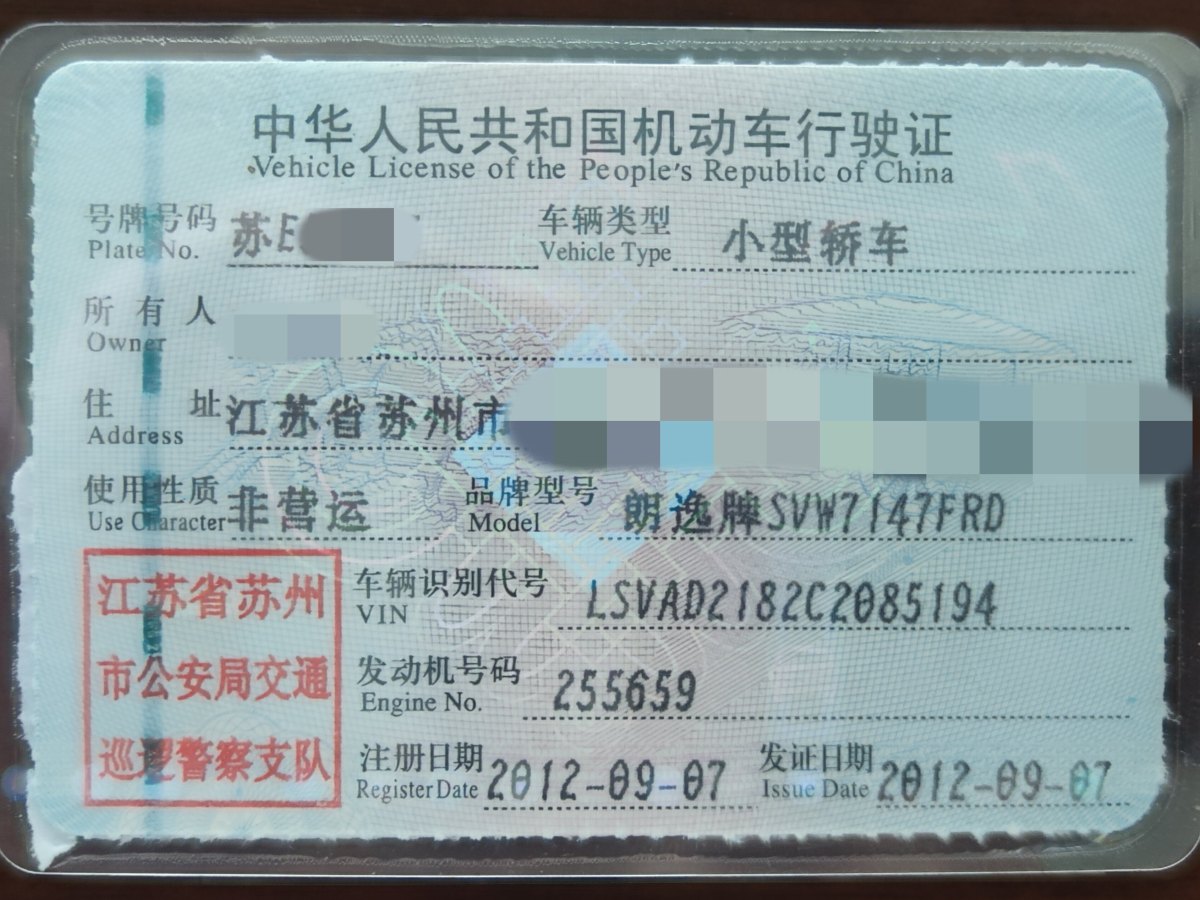 中华人民共和国机动车行驶证
Vehicle License of the People's Republic of China
号牌号码 苏E 车辆类型 小型轿车
Plate No. Vehicle Type
所有人
Owner
住址 江苏省苏州市
Address
使用性质 非营运 品牌型号 朗逸牌SVW7147FRD
Use Character Model
车辆识别代号 LSVAD2182C2085194
VIN
发动机号码 255659
Engine No.
注册日期 2012-09-07 发证日期 2012-09-07
Register Date Issue Date
江苏省苏州
市公安局交通
巡逻警察支队